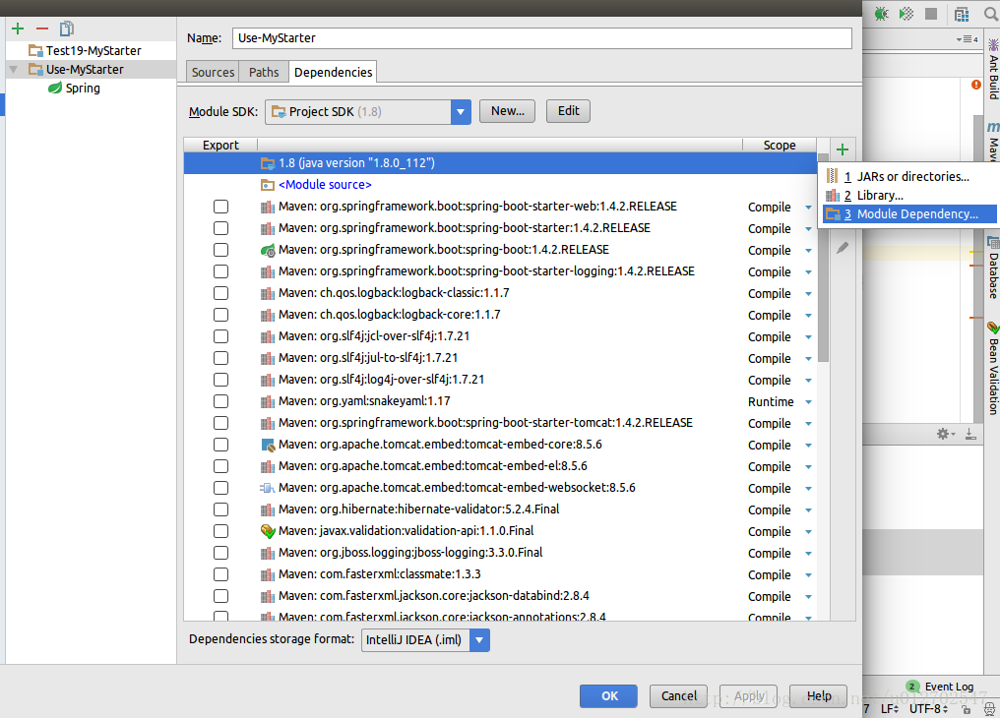 Name: Use-MyStarter
Test19-MyStarter
Use-MyStarter
Spring
Sources Paths Dependencies
Module SDK: Project SDK (1.8) New... Edit
Export Scope
1.8 (java version "1.8.0_112")
<Module source>
Maven: org.springframework.boot:spring-boot-starter-web:1.4.2.RELEASE Compile
Maven: org.springframework.boot:spring-boot-starter:1.4.2.RELEASE Compile
Maven: org.springframework.boot:spring-boot:1.4.2.RELEASE Compile
Maven: org.springframework.boot:spring-boot-starter-logging:1.4.2.RELEASE Compile
Maven: ch.qos.logback:logback-classic:1.1.7 Compile
Maven: ch.qos.logback:logback-core:1.1.7 Compile
Maven: org.slf4j:jcl-over-slf4j:1.7.21 Compile
Maven: org.slf4j:jul-to-slf4j:1.7.21 Compile
Maven: org.slf4j:log4j-over-slf4j:1.7.21 Compile
Maven: org.yaml:snakeyaml:1.17 Runtime
Maven: org.springframework.boot:spring-boot-starter-tomcat:1.4.2.RELEASE Compile
Maven: org.apache.tomcat.embed:tomcat-embed-core:8.5.6 Compile
Maven: org.apache.tomcat.embed:tomcat-embed-el:8.5.6 Compile
Maven: org.apache.tomcat.embed:tomcat-embed-websocket:8.5.6 Compile
Maven: org.hibernate:hibernate-validator:5.2.4.Final Compile
Maven: javax.validation:validation-api:1.1.0.Final Compile
Maven: org.jboss.logging:jboss-logging:3.3.0.Final Compile
Maven: com.fasterxml:classmate:1.3.3 Compile
Maven: com.fasterxml.jackson.core:jackson-databind:2.8.4 Compile
Maven: com.fasterxml.jackson.core:jackson-annotations:2.8.4 Compile
1 JARs or directories...
2 Library...
3 Module Dependency...
Dependencies storage format: IntelliJ IDEA (.iml)
OK Cancel Apply Help
4
Ant Build
m
Database
Bean Validation
2 Event Log
7 LF UTF-8